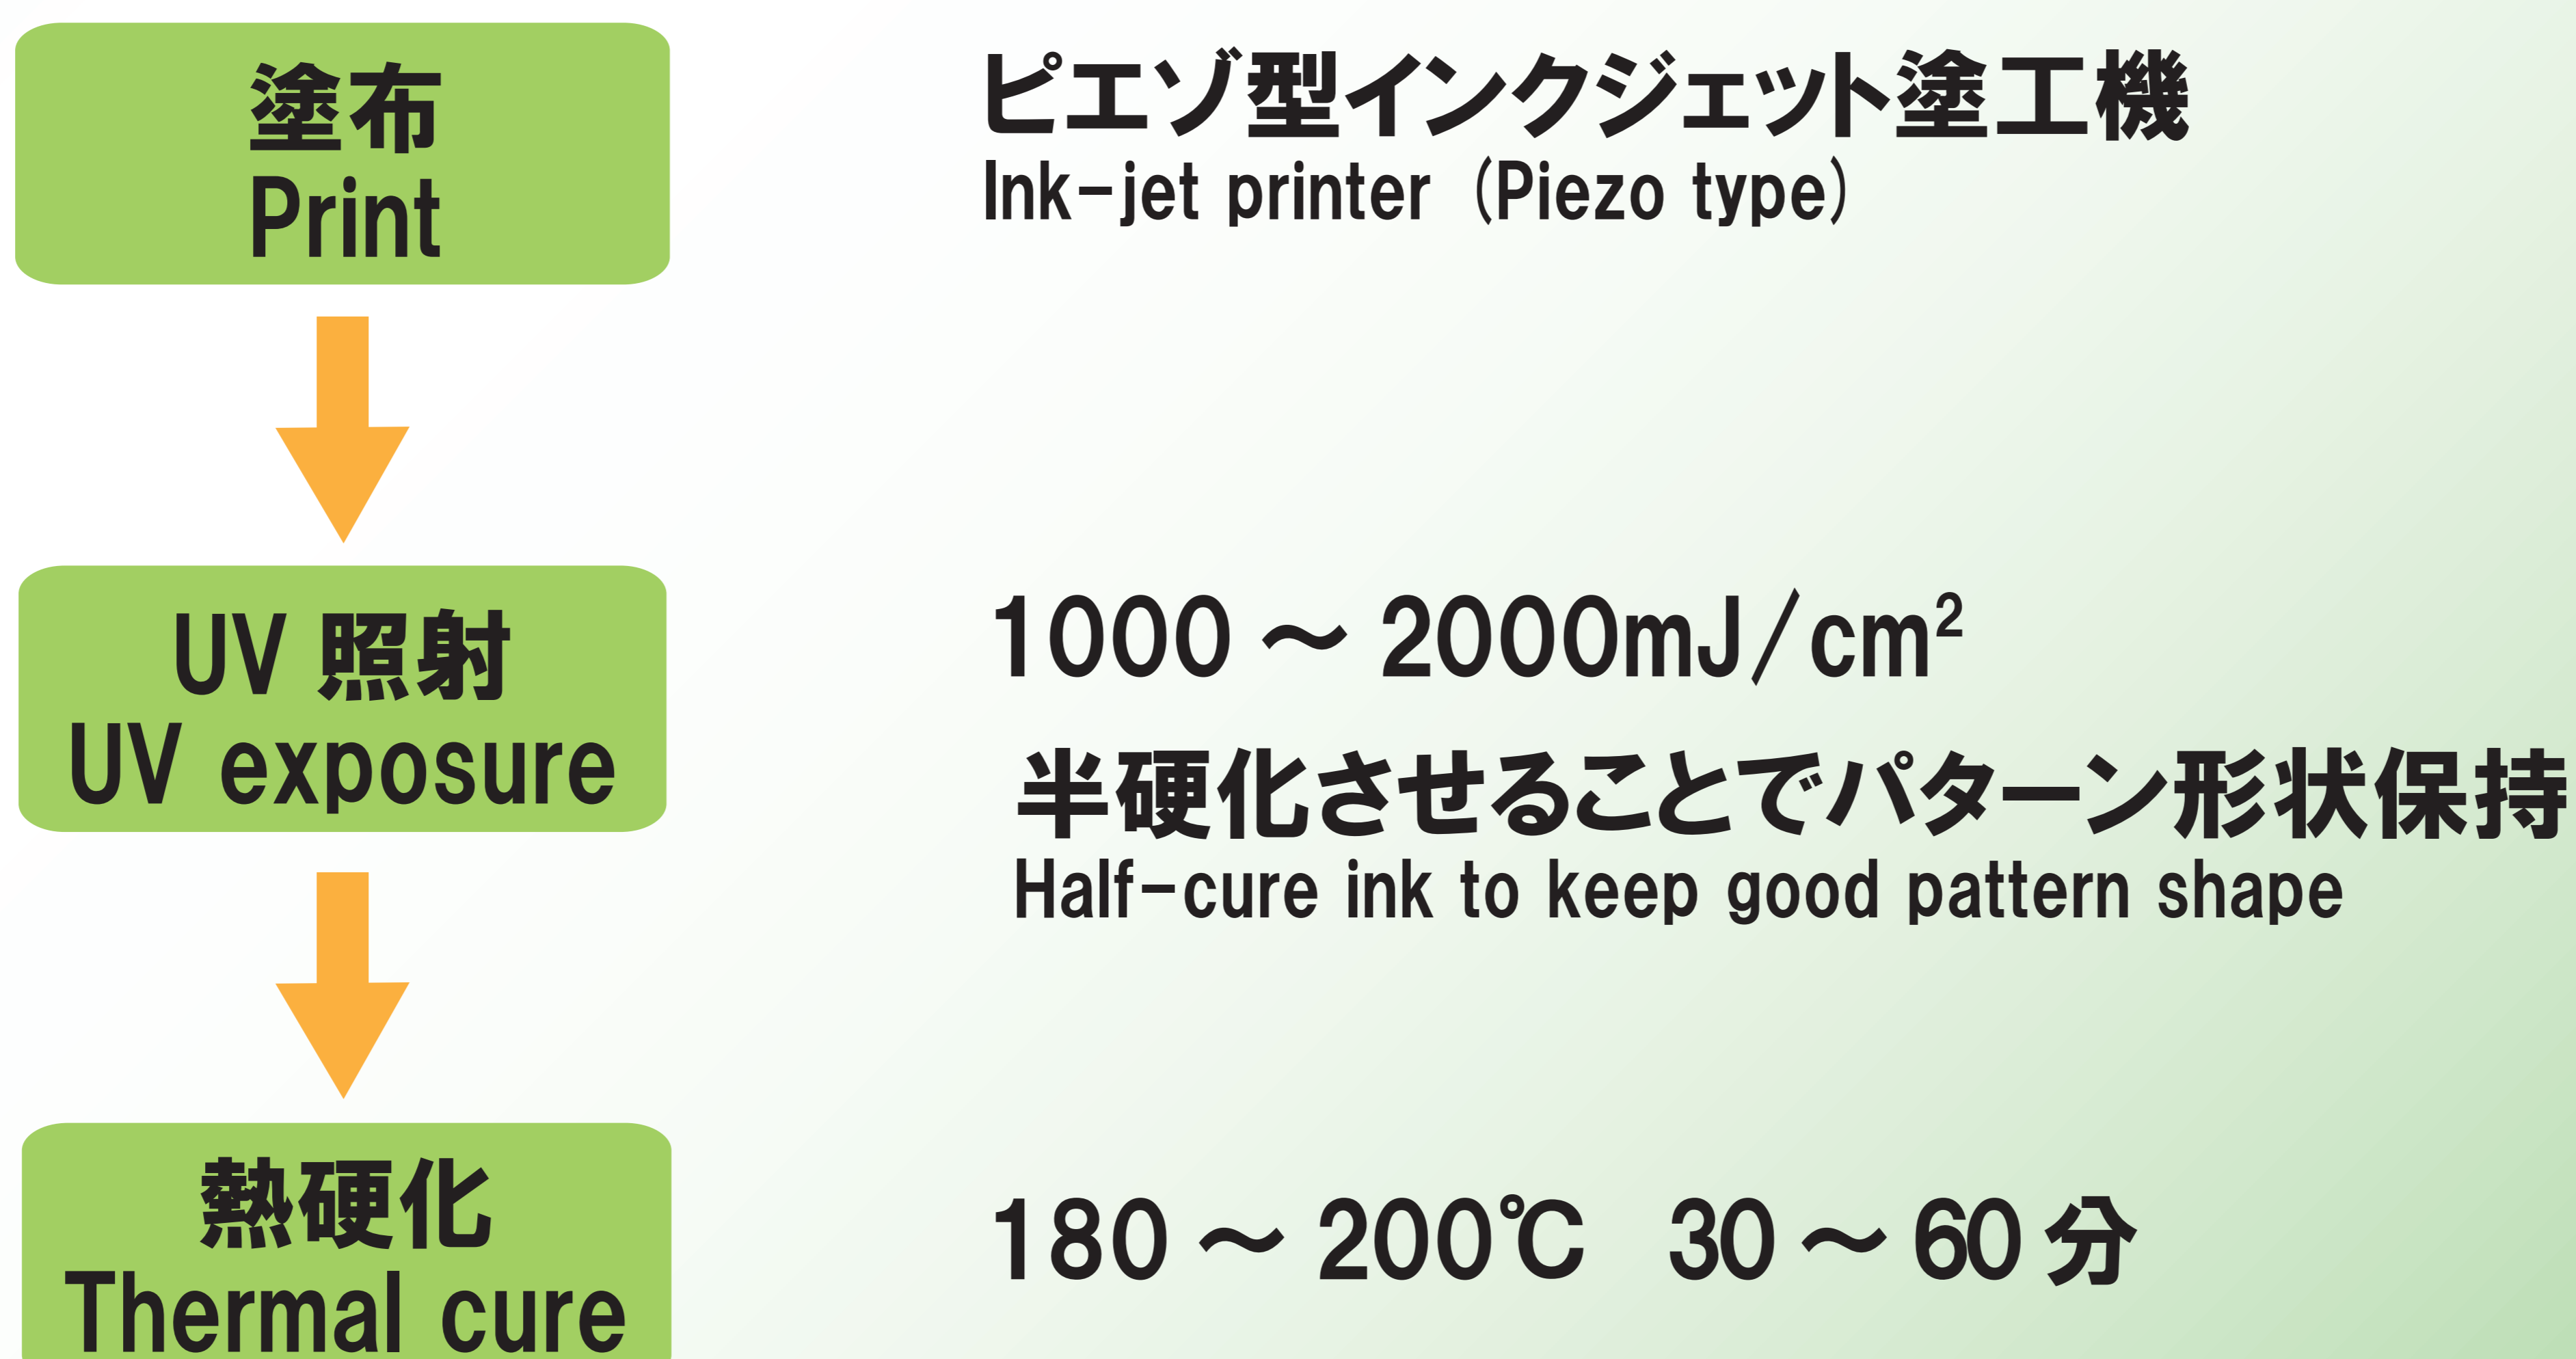 塗布
Print
ピエゾ型インクジェット塗工機
Ink-jet printer (Piezo type)
UV 照射
UV exposure
1000 ～ 2000mJ/cm²
半硬化させることでパターン形状保持
Half-cure ink to keep good pattern shape
熱硬化
Thermal cure
180 ～ 200℃ 30 ～ 60 分